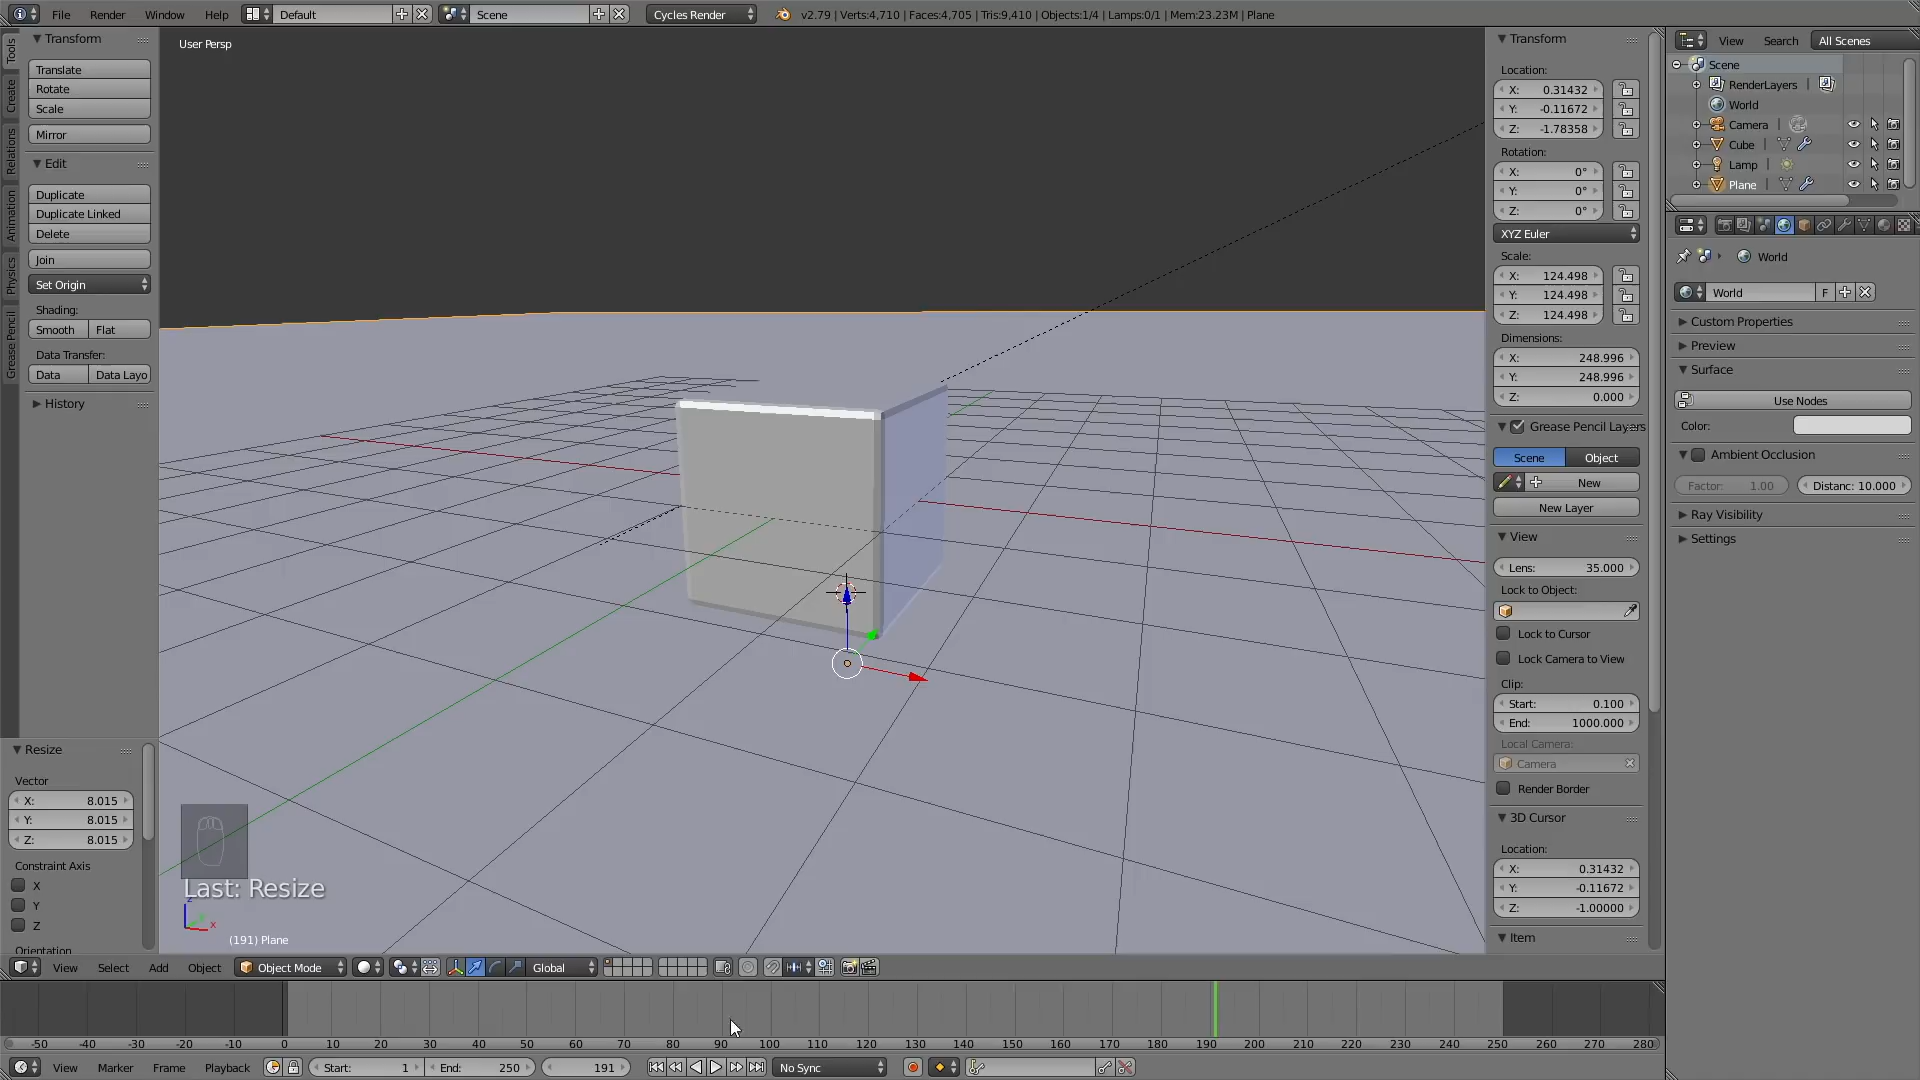 File Render Window Help Default Scene Cycles Render v2.79 | Verts:4,710 | Faces:4,705 | Tris:9,410 | Objects:1/4 | Lamps:0/1 | Mem:23.23M | Plane
Tools
Create
Relations
Animation
Physics
Grease Pencil
Transform
Translate
Rotate
Scale
Mirror
Edit
Duplicate
Duplicate Linked
Delete
Join
Set Origin
Shading:
Smooth Flat
Data Transfer:
Data Data Layo
History
Resize
Vector
X: 8.015
Y: 8.015
Z: 8.015
Constraint Axis
X
Y
Z
Orientation
User Persp
Last: Resize
z
x
(191) Plane
Transform
Location:
X: 0.31432
Y: -0.11672
Z: -1.78358
Rotation:
X: 0°
Y: 0°
Z: 0°
XYZ Euler
Scale:
X: 124.498
Y: 124.498
Z: 124.498
Dimensions:
X: 248.996
Y: 248.996
Z: 0.000
Grease Pencil Layers
Scene Object
New
New Layer
View
Lens: 35.000
Lock to Object:
Lock to Cursor
Lock Camera to View
Clip:
Start: 0.100
End: 1000.000
Local Camera:
Camera
Render Border
3D Cursor
Location:
X: 0.31432
Y: -0.11672
Z: -1.00000
Item
View Search All Scenes
Scene
RenderLayers |
World
Camera |
Cube |
Lamp |
Plane |
World
World F
Custom Properties
Preview
Surface
Use Nodes
Color:
Ambient Occlusion
Factor: 1.00 Distanc: 10.000
Ray Visibility
Settings
View Select Add Object Object Mode Global
-50 -40 -30 -20 -10 0 10 20 30 40 50 60 70 80 90 100 110 120 130 140 150 160 170 180 190 200 210 220 230 240 250 260 270 280
View Marker Frame Playback Start: 1 End: 250 191 No Sync